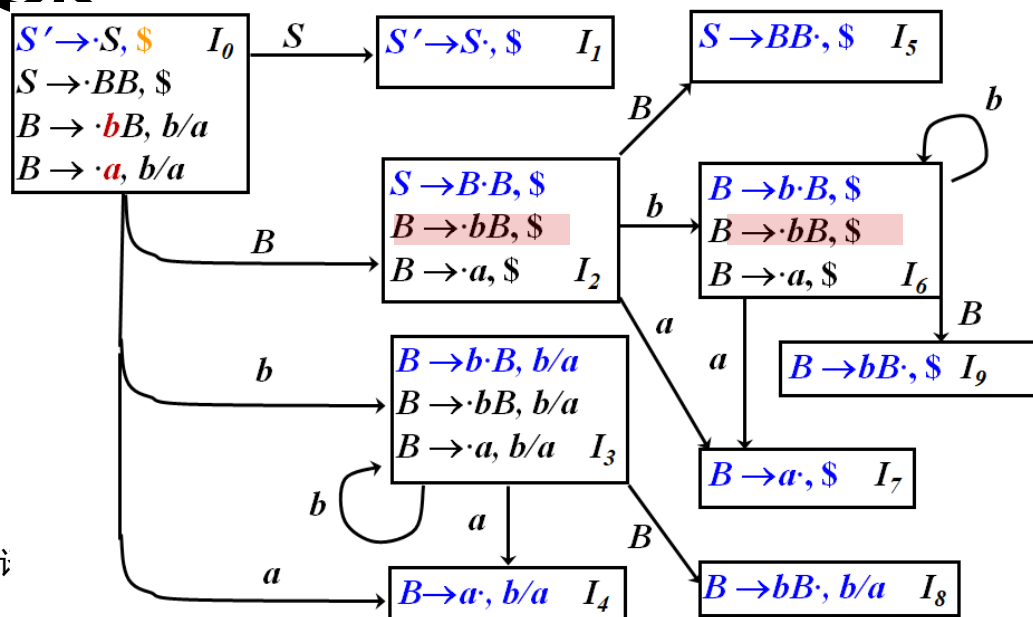 S′→·S, $ I0
S→·BB, $
B→ ·bB, b/a
B→ ·a, b/a
S
S′→S·, $ I1
S→BB·, $ I5
B
b
B
S→B·B, $
B→·bB, $
B→·a, $ I2
b
B→b·B, $
B→·bB, $
B→·a, $ I6
a
a
B
B→bB·, $ I9
b
B→b·B, b/a
B→·bB, b/a
B→·a, b/a I3
b
a
B
B→a·, $ I7
a
B→a·, b/a I4
B→bB·, b/a I8